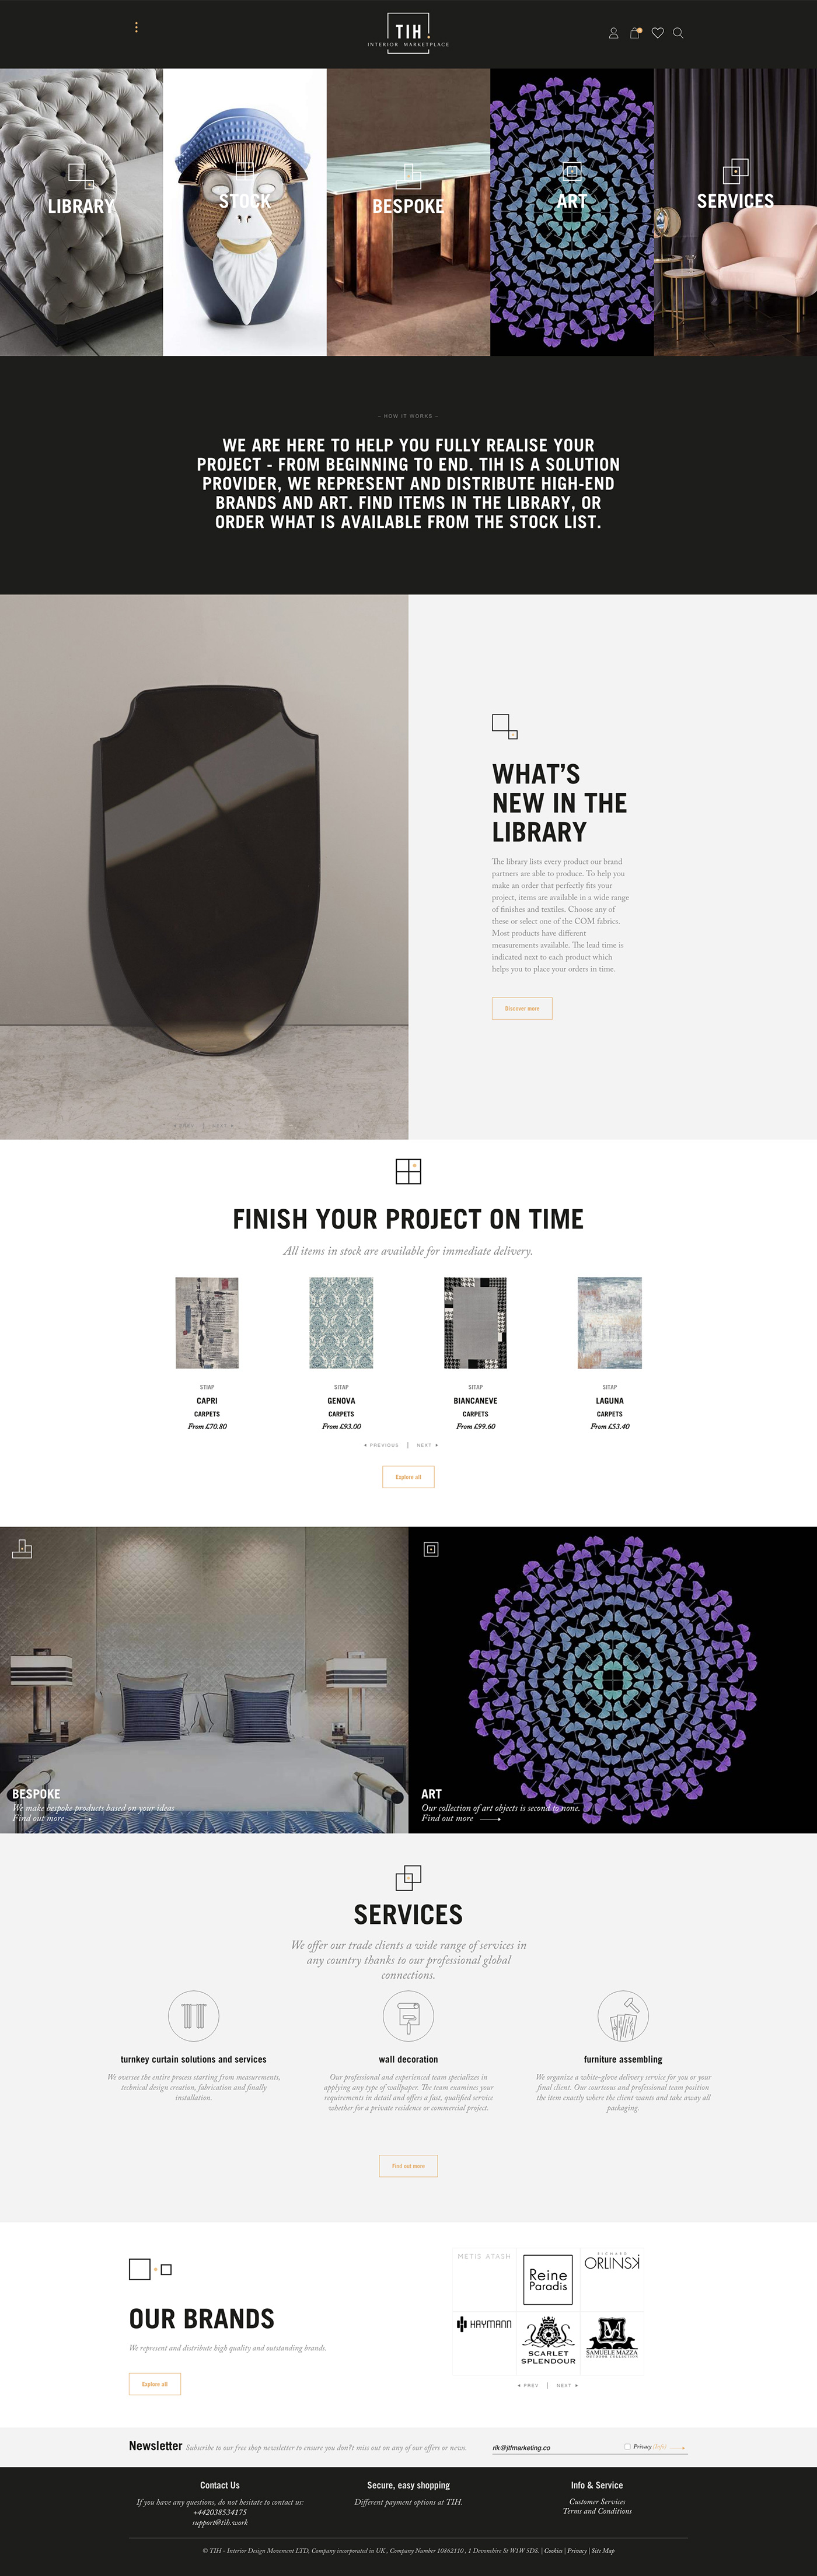 TIH.
INTERIOR MARKETPLACE
LIBRARY
STOCK
BESPOKE
ART
SERVICES
– HOW IT WORKS –
WE ARE HERE TO HELP YOU FULLY REALISE YOUR
PROJECT - FROM BEGINNING TO END. TIH IS A SOLUTION
PROVIDER, WE REPRESENT AND DISTRIBUTE HIGH-END
BRANDS AND ART. FIND ITEMS IN THE LIBRARY, OR
ORDER WHAT IS AVAILABLE FROM THE STOCK LIST.
WHAT'S
NEW IN THE
LIBRARY
The library lists every product our brand
partners are able to produce. To help you
make an order that perfectly fits your
project, items are available in a wide range
of finishes and textiles. Choose any of
these or select one of the COM fabrics.
Most products have different
measurements available. The lead time is
indicated next to each product which
helps you to place your orders in time.
Discover more
FINISH YOUR PROJECT ON TIME
All items in stock are available for immediate delivery.
STIAP
CAPRI
CARPETS
From £70.80
SITAP
GENOVA
CARPETS
From £93.00
SITAP
BIANCANEVE
CARPETS
From £99.60
SITAP
LAGUNA
CARPETS
From £53.40
PREVIOUS | NEXT
Explore all
BESPOKE
We make bespoke products based on your ideas
Find out more
ART
Our collection of art objects is second to none.
Find out more
SERVICES
We offer our trade clients a wide range of services in
any country thanks to our professional global
connections.
turnkey curtain solutions and services
We oversee the entire process starting from measurements,
technical design creation, fabrication and finally
installation.
wall decoration
Our professional and experienced team specializes in
applying any type of wallpaper. The team examines your
requirements in detail and offers a fast, qualified service
whether for a private residence or commercial project.
furniture assembling
We organize a white-glove delivery service for you or your
final client. Our courteous and professional team position
the item exactly where the client wants and take away all
packaging.
Find out more
OUR BRANDS
We represent and distribute high quality and outstanding brands.
Explore all
METIS ATASH
Reine
Paradis
RICHARD
ORLINSKI
HAYMANN
SCARLET
SPLENDOUR
SAMUELE MAZZA
OUTDOOR COLLECTION
PREV | NEXT
Newsletter Subscribe to our free shop newsletter to ensure you don't miss out on any of our offers or news.
rik@jtfmarketing.co
Privacy (Info)
Contact Us
If you have any questions, do not hesitate to contact us:
+442038534175
support@tih.work
Secure, easy shopping
Different payment options at TIH.
Info & Service
Customer Services
Terms and Conditions
© TIH - Interior Design Movement LTD, Company incorporated in UK , Company Number 10862110 . 1 Devonshire St W1W 5DS. | Cookies | Privacy | Site Map